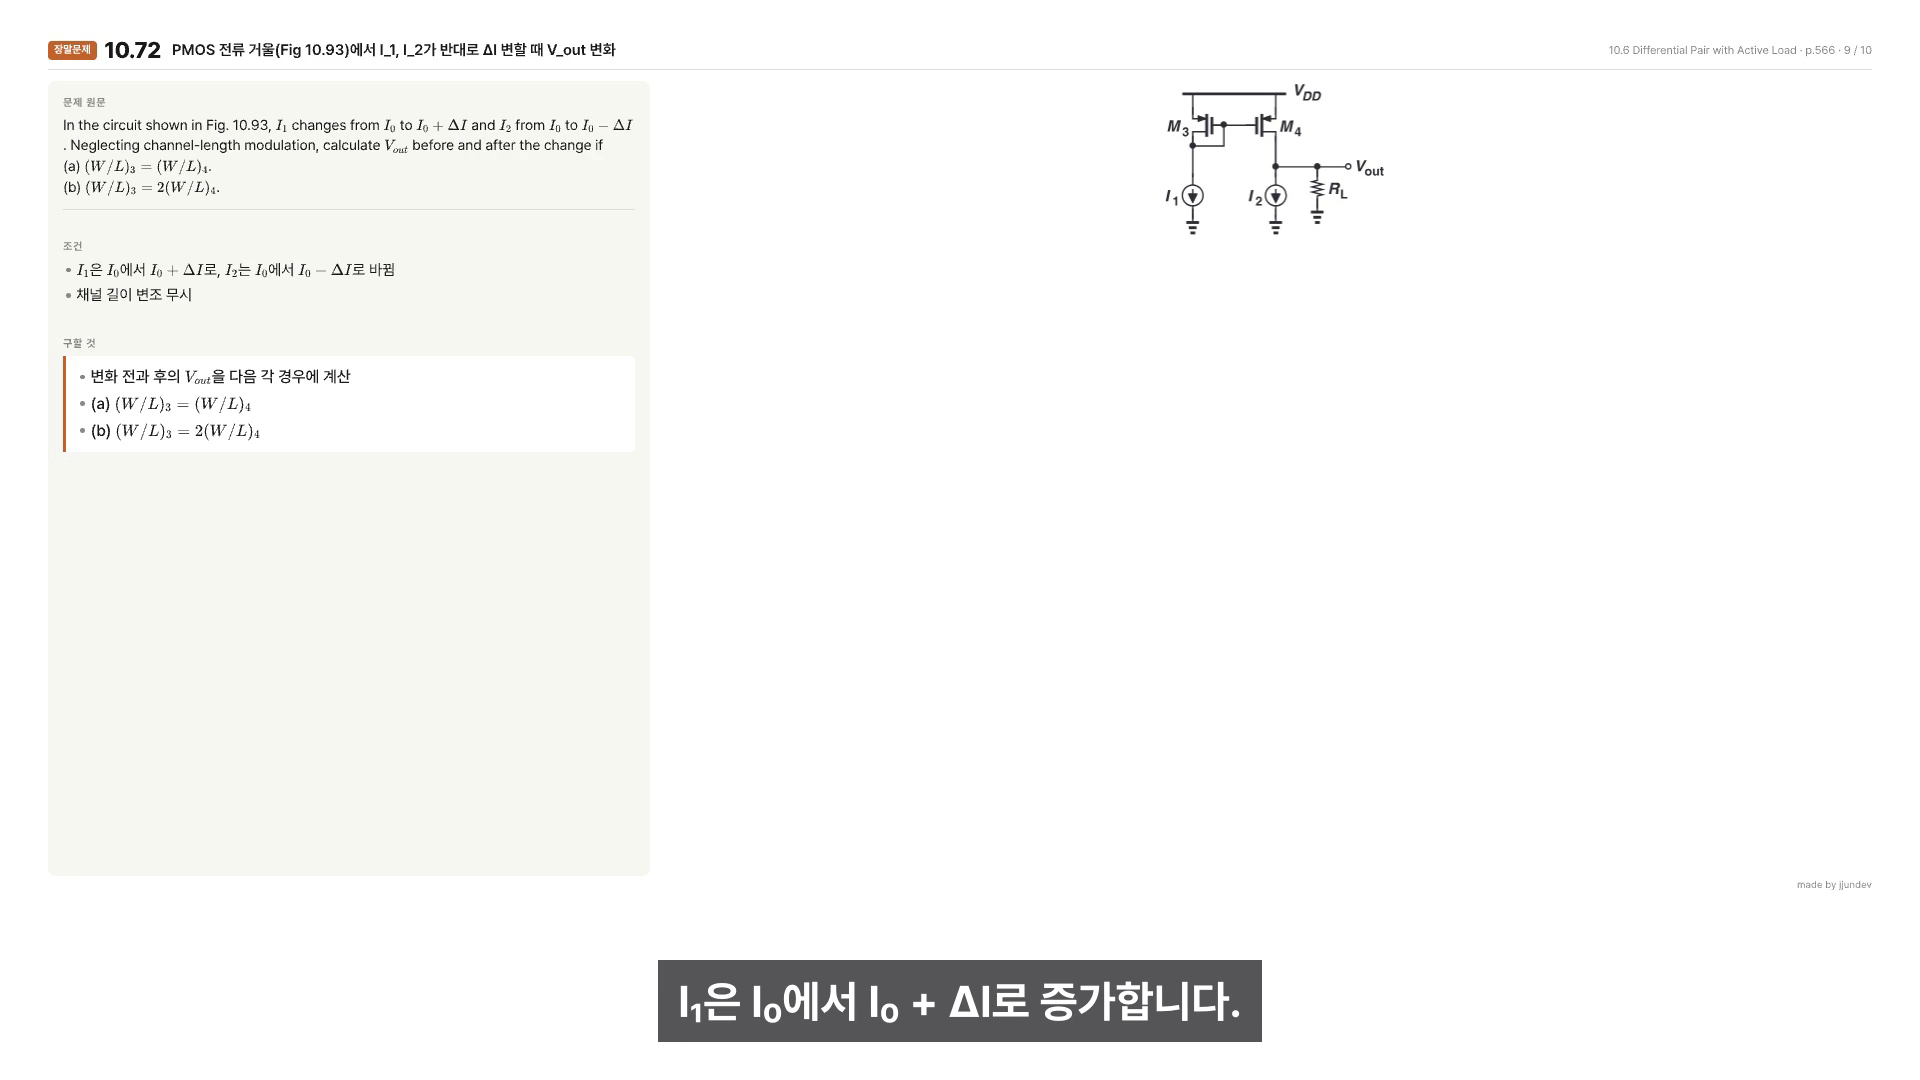 장말문제 10.72 PMOS 전류 거울(Fig 10.93)에서 I_1, I_2가 반대로 ΔI 변할 때 V_out 변화
10.6 Differential Pair with Active Load · p.566 · 9 / 10
문제 원문
In the circuit shown in Fig. 10.93, I₁ changes from I₀ to I₀ + ΔI and I₂ from I₀ to I₀ − ΔI
. Neglecting channel-length modulation, calculate V_out before and after the change if
(a) (W/L)₃ = (W/L)₄.
(b) (W/L)₃ = 2(W/L)₄.
조건
• I₁은 I₀에서 I₀ + ΔI로, I₂는 I₀에서 I₀ − ΔI로 바뀜
• 채널 길이 변조 무시
구할 것
• 변화 전과 후의 V_out을 다음 각 경우에 계산
• (a) (W/L)₃ = (W/L)₄
• (b) (W/L)₃ = 2(W/L)₄
V_DD
M₃
M₄
V_out
I₁
I₂
R_L
made by jjundev
I₁은 I₀에서 I₀ + ΔI로 증가합니다.